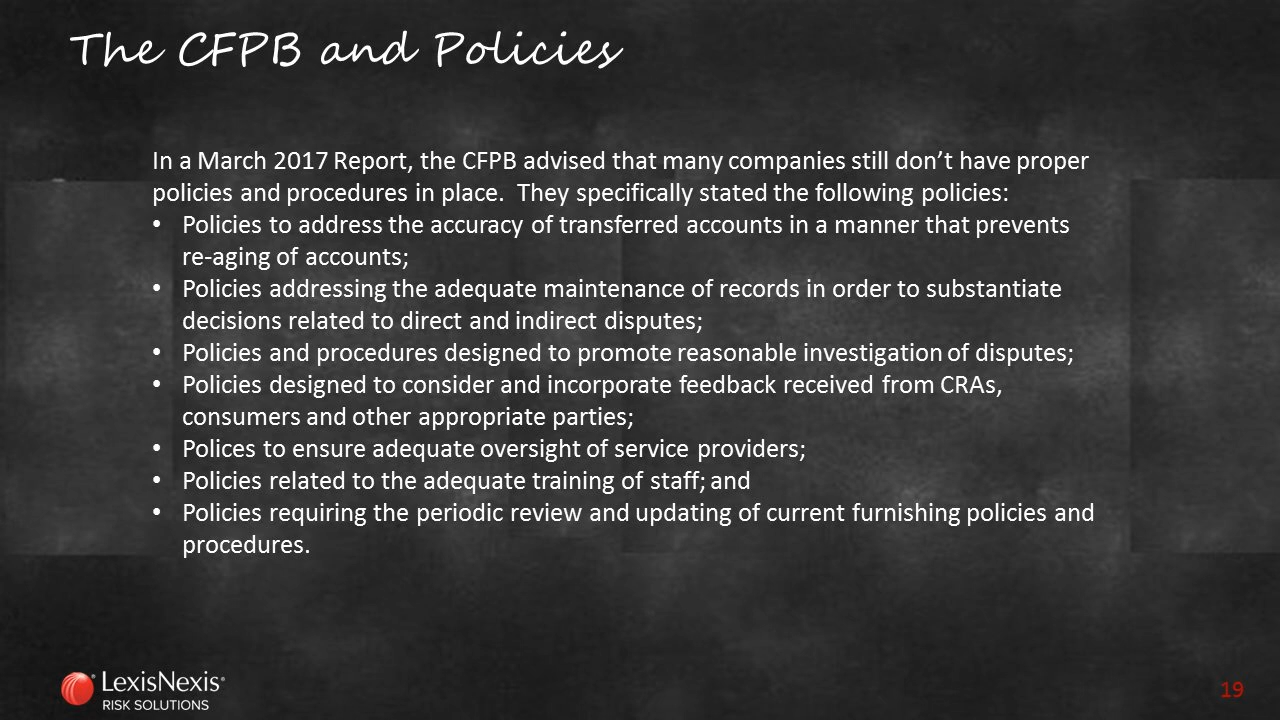 The CFPB and Policies
In a March 2017 Report, the CFPB advised that many companies still don’t have proper
policies and procedures in place.  They specifically stated the following policies:
• Policies to address the accuracy of transferred accounts in a manner that prevents
re-aging of accounts;
• Policies addressing the adequate maintenance of records in order to substantiate
decisions related to direct and indirect disputes;
• Policies and procedures designed to promote reasonable investigation of disputes;
• Policies designed to consider and incorporate feedback received from CRAs,
consumers and other appropriate parties;
• Polices to ensure adequate oversight of service providers;
• Policies related to the adequate training of staff; and
• Policies requiring the periodic review and updating of current furnishing policies and
procedures.
LexisNexis®
RISK SOLUTIONS
19